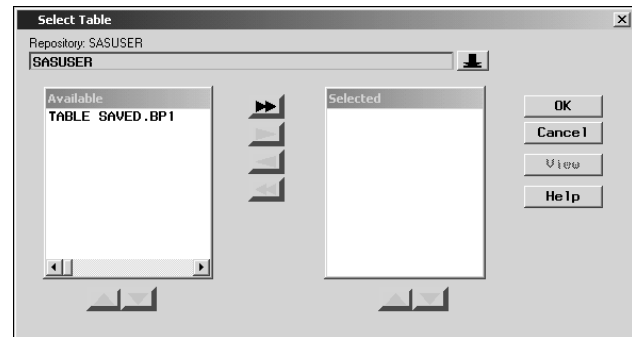 Select Table
Repository: SASUSER
SASUSER
Available
TABLE SAVED.BP1
Selected
OK
Cancel
View
Help